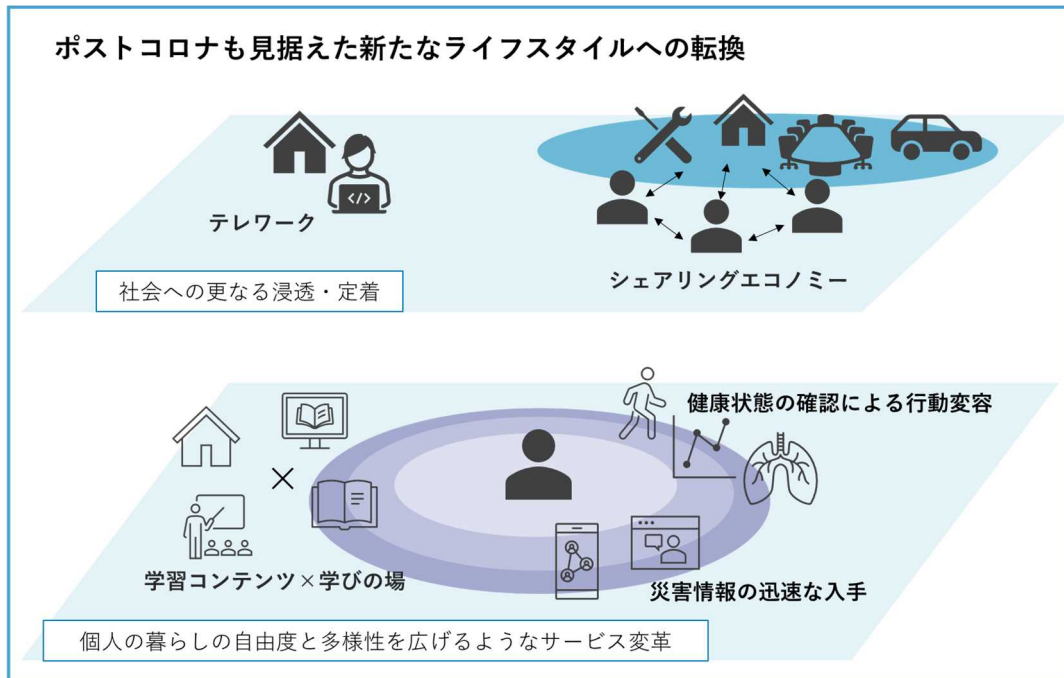 ポストコロナも見据えた新たなライフスタイルへの転換
</>
テレワーク
シェアリングエコノミー
社会への更なる浸透・定着
健康状態の確認による行動変容
学習コンテンツ×学びの場
災害情報の迅速な入手
個人の暮らしの自由度と多様性を広げるようなサービス変革